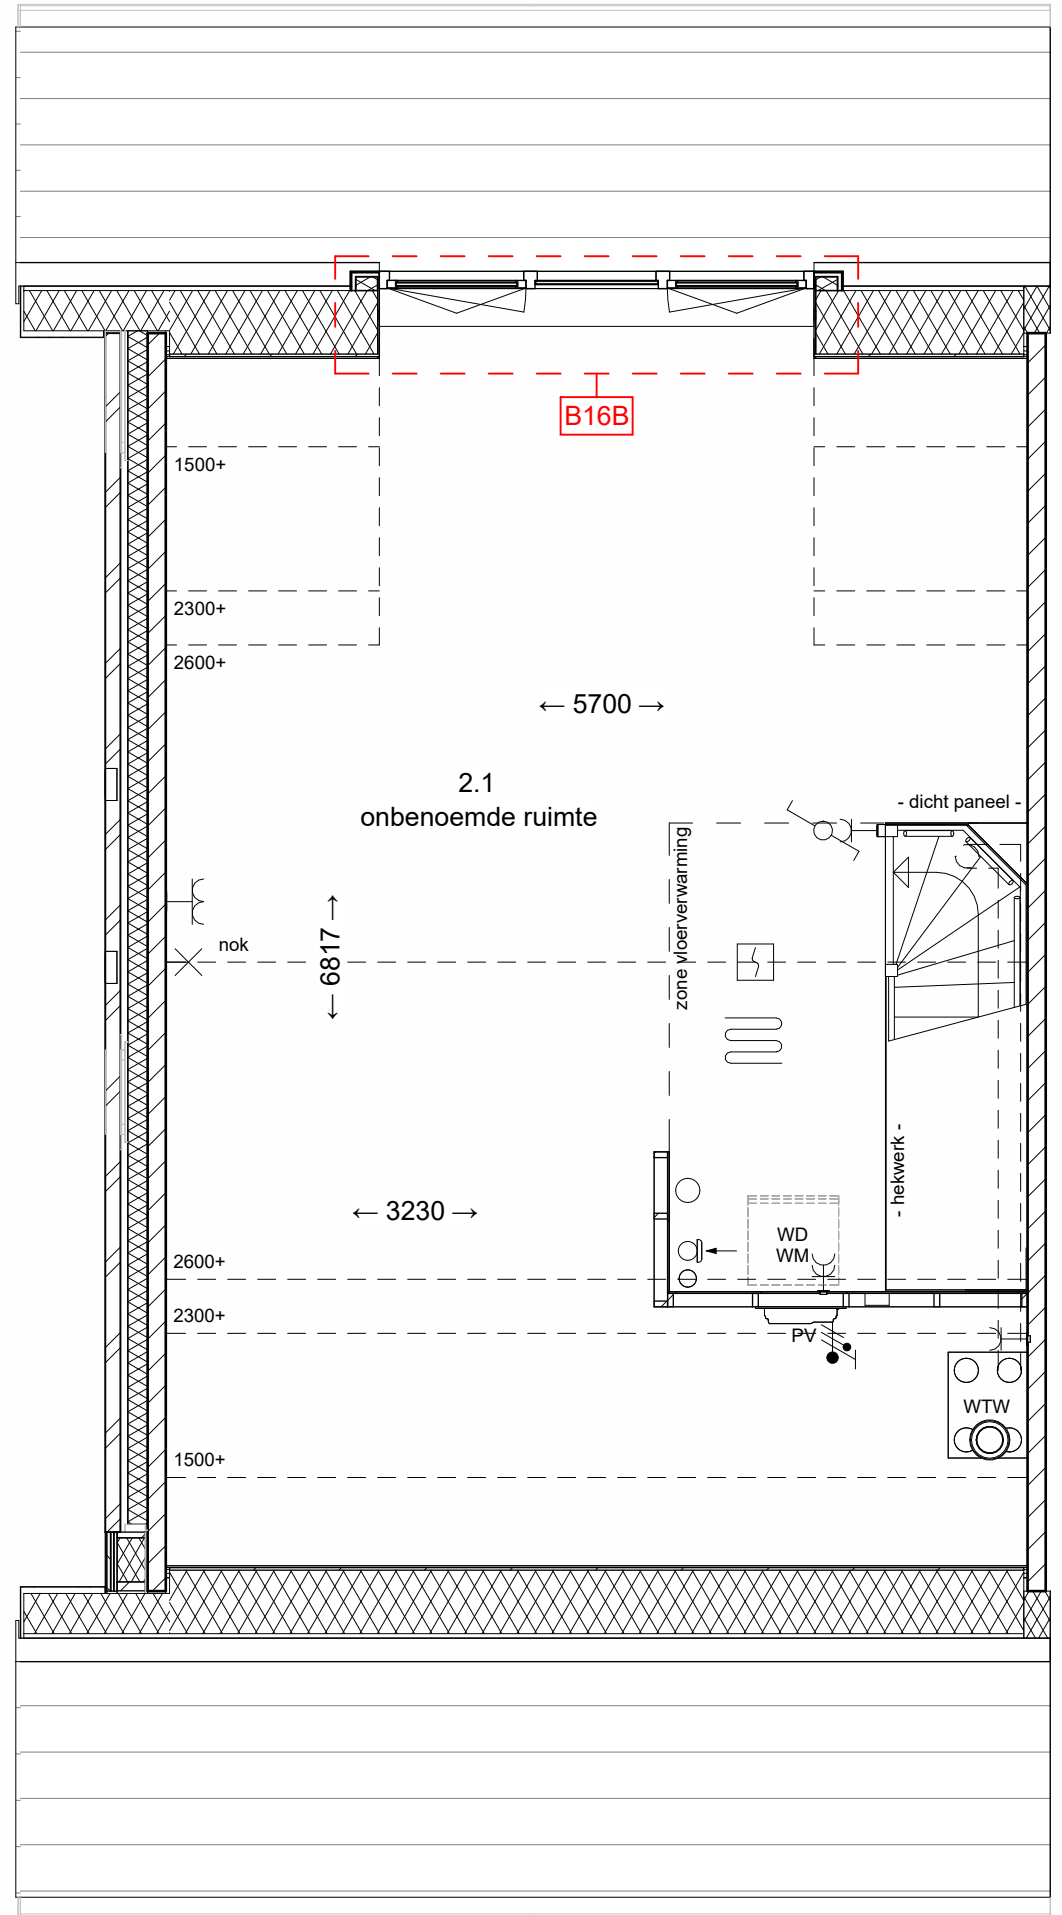 B16B
1500+
2300+
2600+
← 5700 →
2.1
onbenoemde ruimte
- dicht paneel -
zone vloerverwarming
nok
← 6817 →
- hekwerk -
← 3230 →
WD
WM
2600+
2300+
PV
WTW
1500+